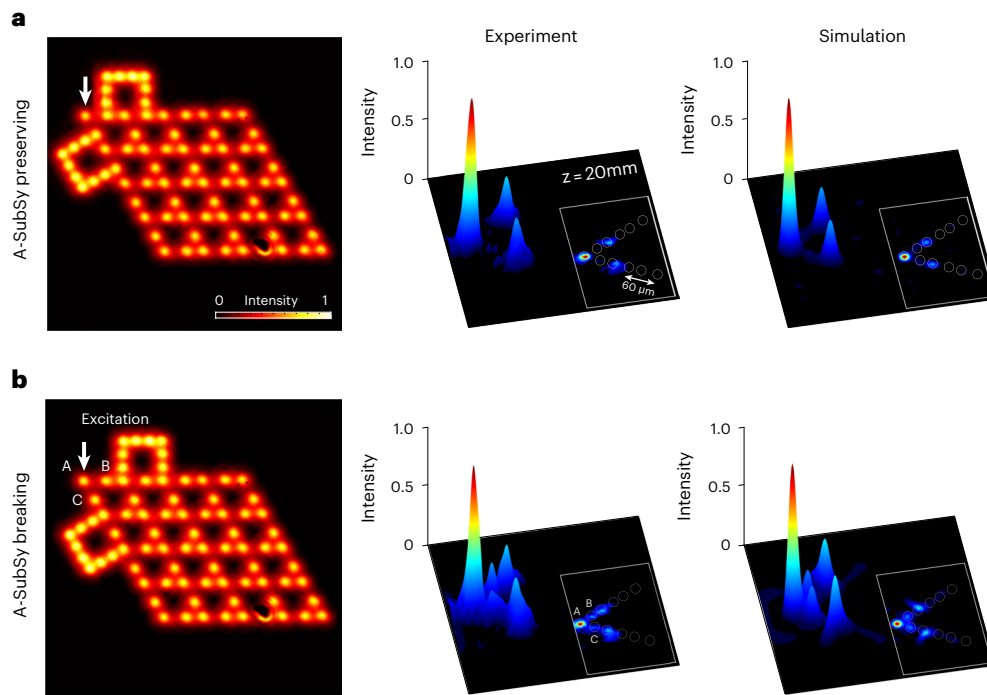 a
Experiment
Simulation
A-SubSy preserving
0 Intensity 1
Intensity
1.0
0.5
0
z = 20mm
60 µm
Intensity
1.0
0.5
0
b
A-SubSy breaking
Excitation
A B
C
Intensity
1.0
0.5
0
A B
C
Intensity
1.0
0.5
0